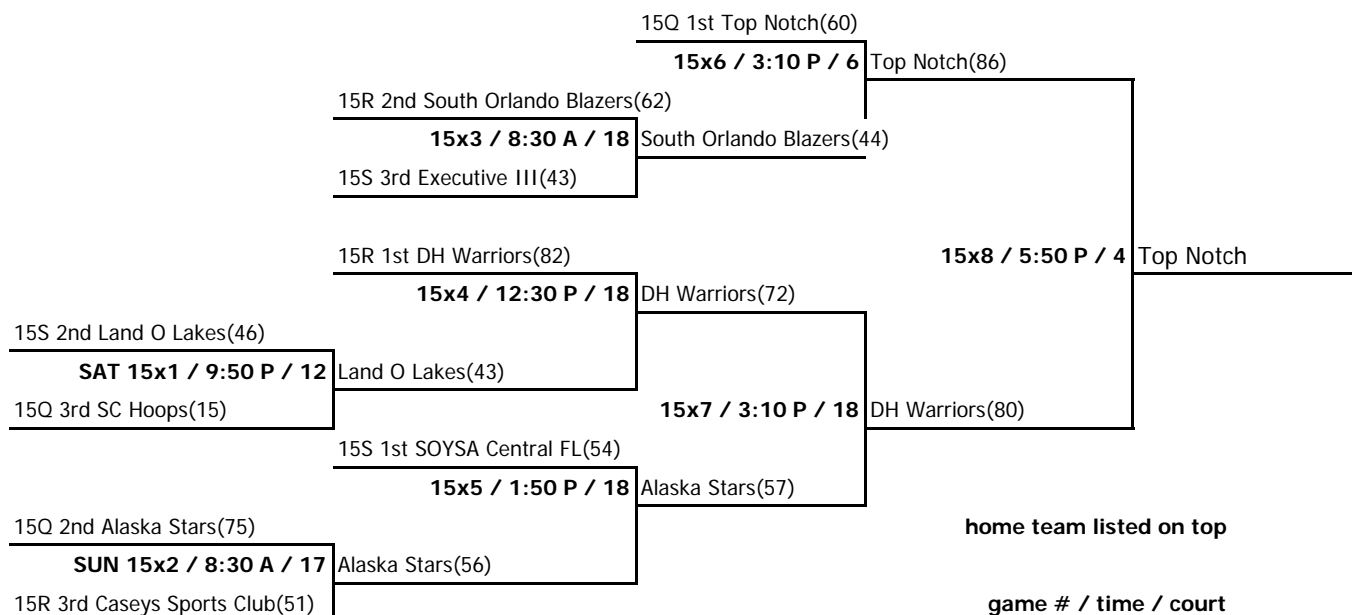 15Q 1st Top Notch(60)
15x6 / 3:10 P / 6 Top Notch(86)
15R 2nd South Orlando Blazers(62)
15x3 / 8:30 A / 18 South Orlando Blazers(44)
15S 3rd Executive III(43)
15R 1st DH Warriors(82)
15x8 / 5:50 P / 4 Top Notch
15x4 / 12:30 P / 18 DH Warriors(72)
15S 2nd Land O Lakes(46)
SAT 15x1 / 9:50 P / 12 Land O Lakes(43)
15Q 3rd SC Hoops(15)
15x7 / 3:10 P / 18 DH Warriors(80)
15S 1st SOYSA Central FL(54)
15x5 / 1:50 P / 18 Alaska Stars(57)
15Q 2nd Alaska Stars(75)
home team listed on top
SUN 15x2 / 8:30 A / 17 Alaska Stars(56)
15R 3rd Caseys Sports Club(51)
game # / time / court